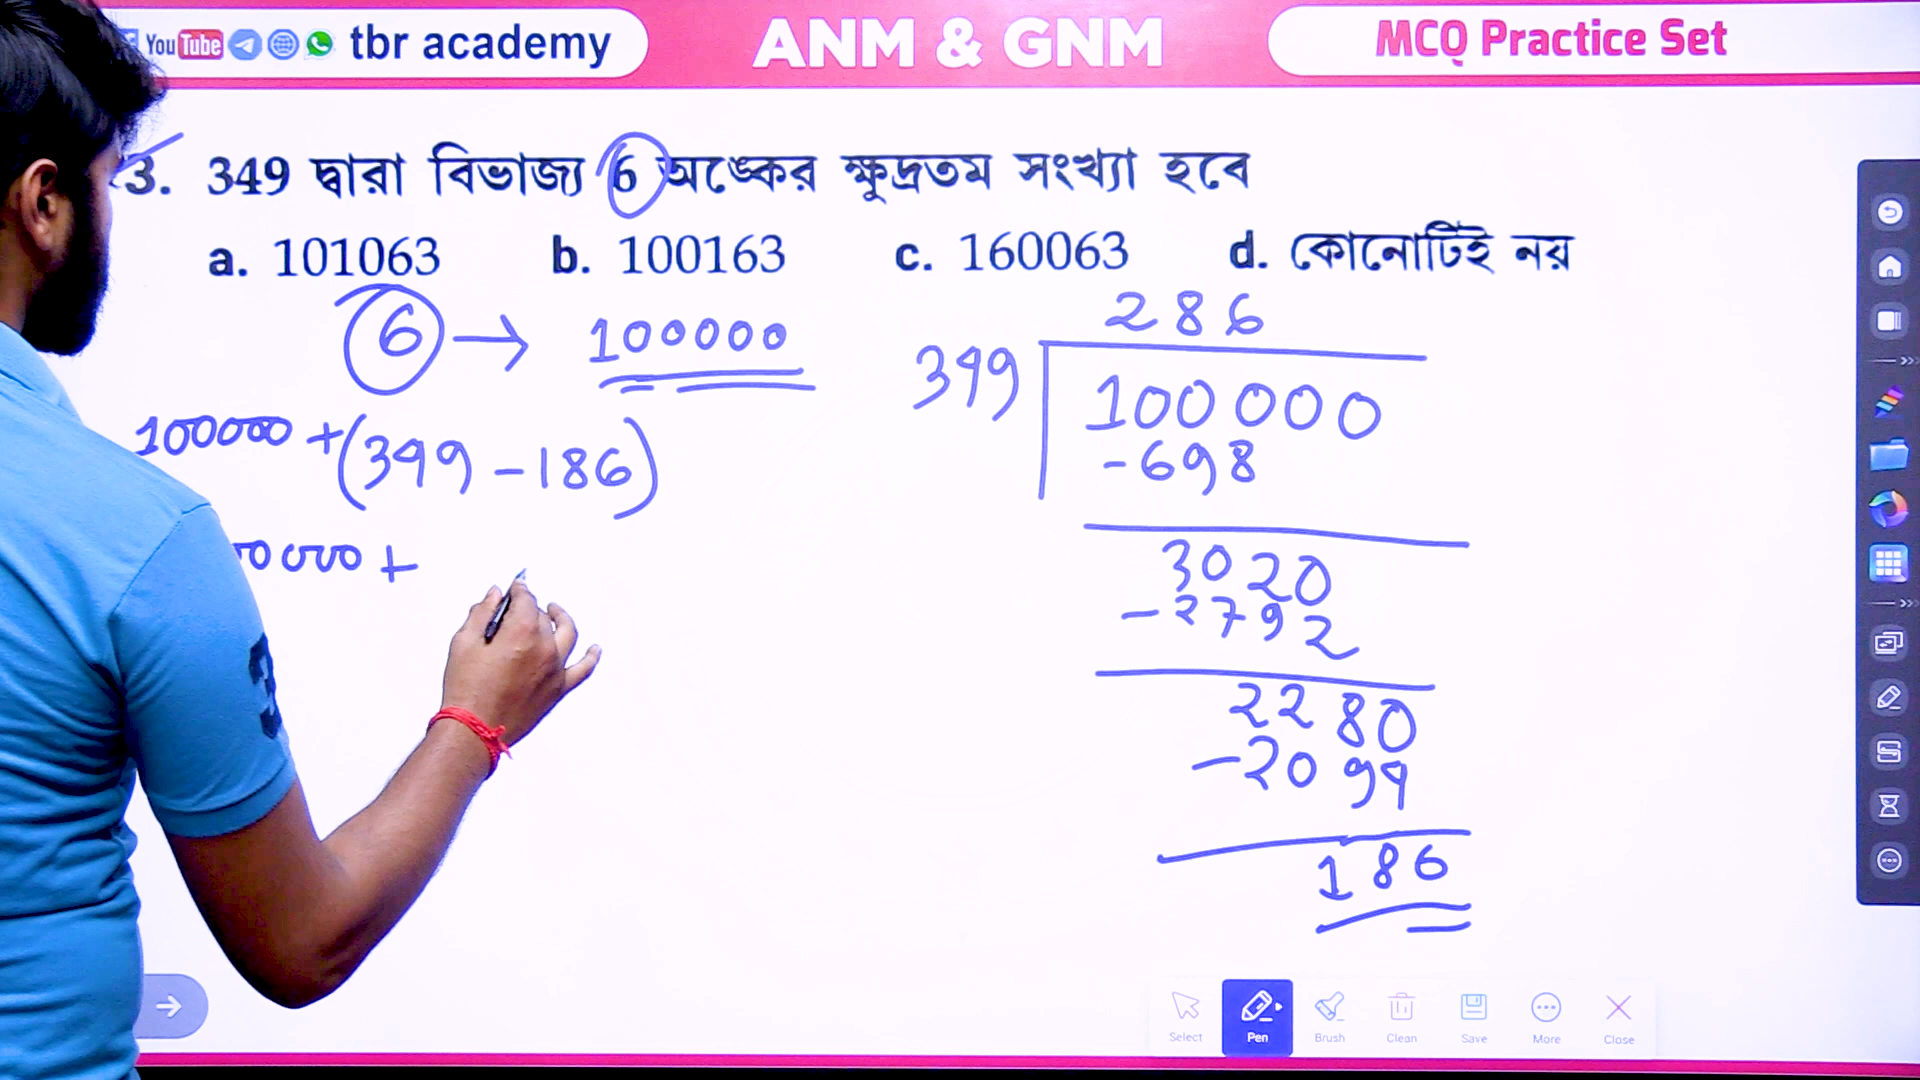 YouTube tbr academy
ANM & GNM
MCQ Practice Set
3. 349 দ্বারা বিভাজ্য 6 অঙ্কের ক্ষুদ্রতম সংখ্যা হবে
a. 101063 b. 100163 c. 160063 d. কোনোটিই নয়
6 → 100000
100000 + (349 - 186)
0000 +
286
349 100000
-698
3020
-2792
2280
-2094
186
3
Select Pen Brush Clean Save More Close